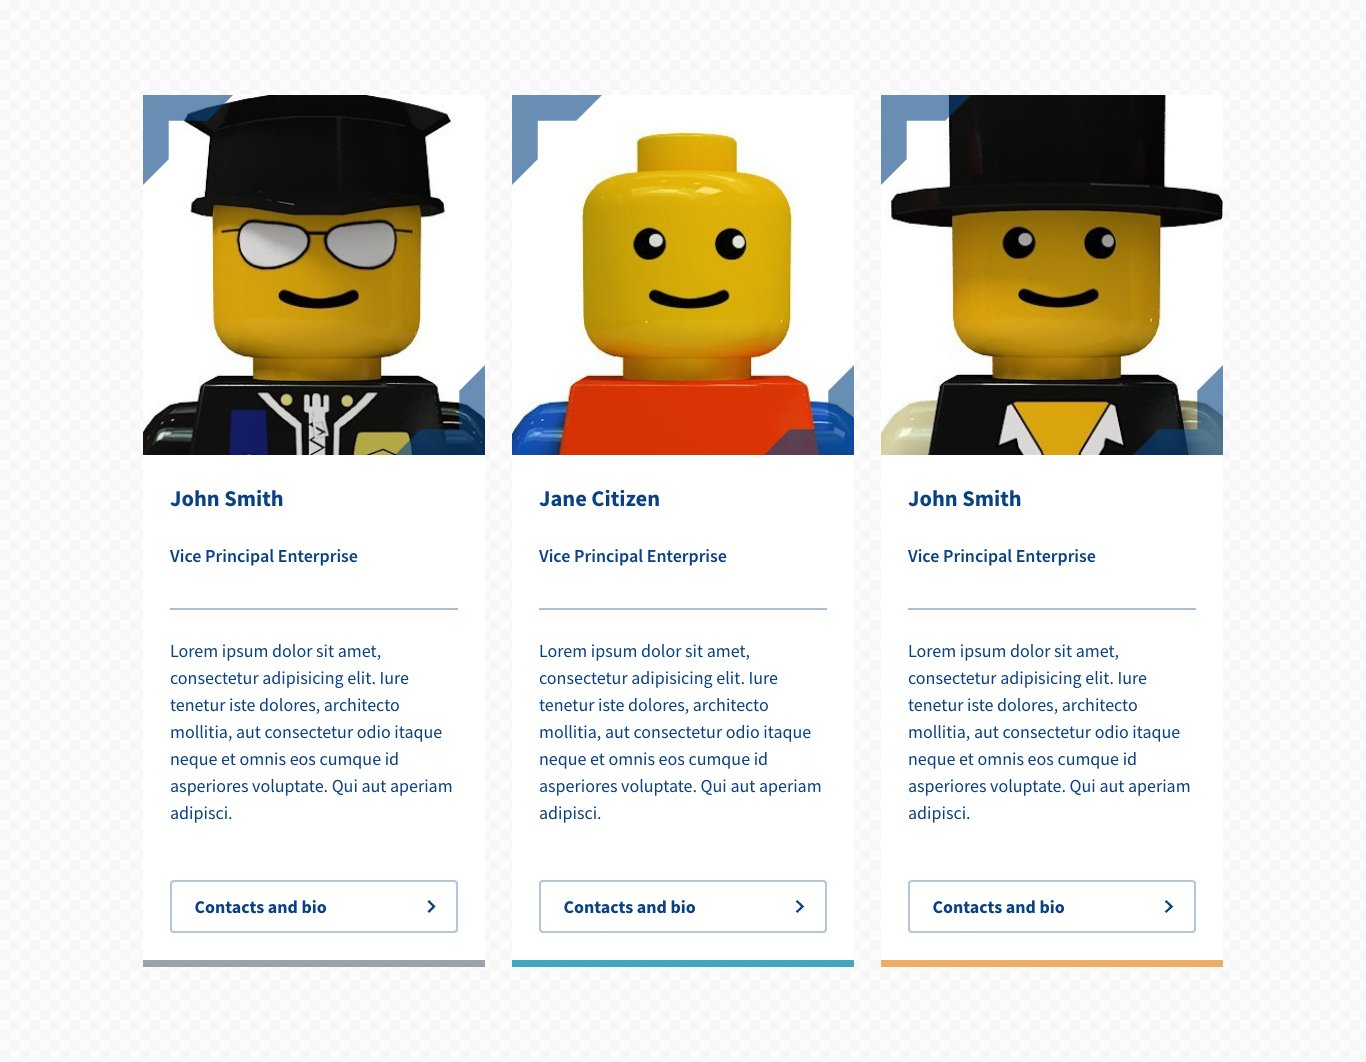 John Smith
Vice Principal Enterprise
Lorem ipsum dolor sit amet,
consectetur adipisicing elit. Iure
tenetur iste dolores, architecto
mollitia, aut consectetur odio itaque
neque et omnis eos cumque id
asperiores voluptate. Qui aut aperiam
adipisci.
Contacts and bio
Jane Citizen
Vice Principal Enterprise
Lorem ipsum dolor sit amet,
consectetur adipisicing elit. Iure
tenetur iste dolores, architecto
mollitia, aut consectetur odio itaque
neque et omnis eos cumque id
asperiores voluptate. Qui aut aperiam
adipisci.
Contacts and bio
John Smith
Vice Principal Enterprise
Lorem ipsum dolor sit amet,
consectetur adipisicing elit. Iure
tenetur iste dolores, architecto
mollitia, aut consectetur odio itaque
neque et omnis eos cumque id
asperiores voluptate. Qui aut aperiam
adipisci.
Contacts and bio